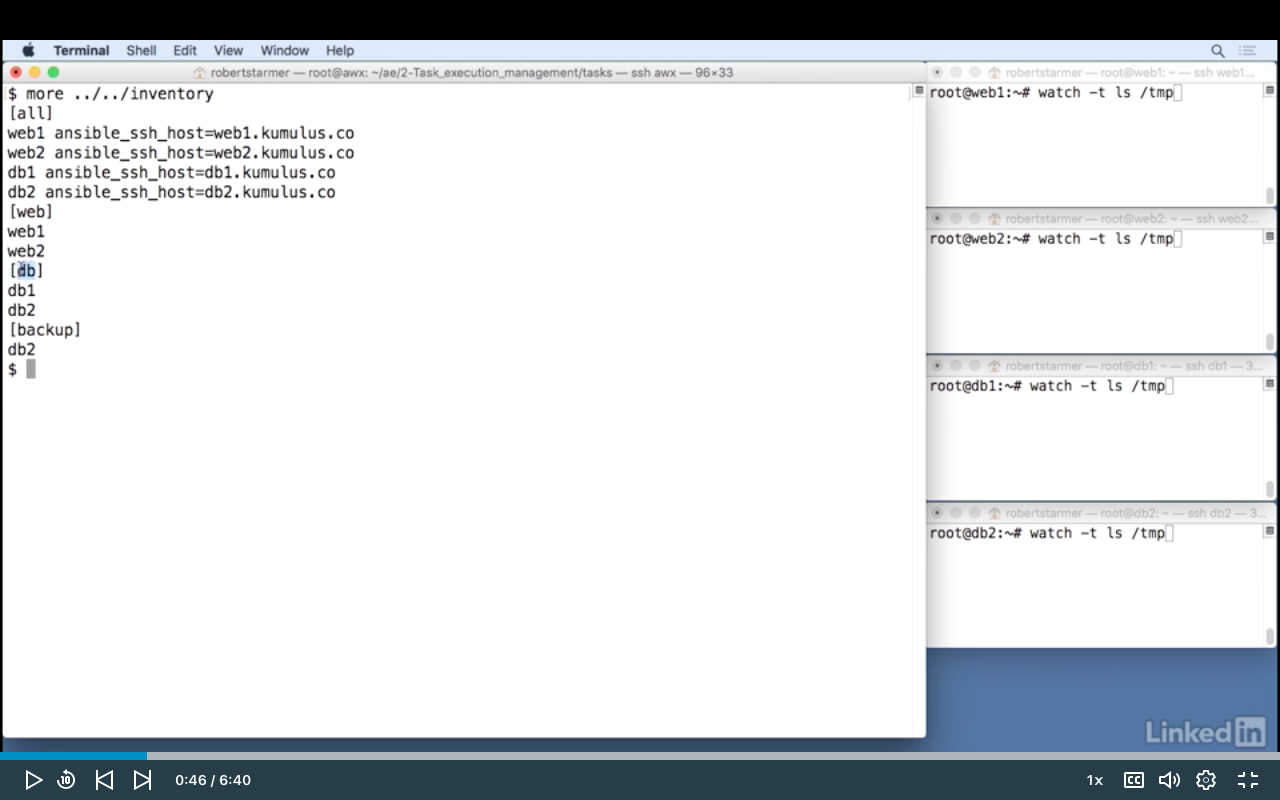 Terminal Shell Edit View Window Help
robertstarmer — root@awx: ~/ae/2-Task_execution_management/tasks — ssh awx — 96×33
$ more ../../inventory
[all]
web1 ansible_ssh_host=web1.kumulus.co
web2 ansible_ssh_host=web2.kumulus.co
db1 ansible_ssh_host=db1.kumulus.co
db2 ansible_ssh_host=db2.kumulus.co
[web]
web1
web2
[db]
db1
db2
[backup]
db2
$
robertstarmer — root@web1: ~ — ssh web1...
root@web1:~# watch -t ls /tmp
robertstarmer — root@web2: ~ — ssh web2...
root@web2:~# watch -t ls /tmp
robertstarmer — root@db1: ~ — ssh db1 — 3...
root@db1:~# watch -t ls /tmp
robertstarmer — root@db2: ~ — ssh db2 — 3...
root@db2:~# watch -t ls /tmp
Linked in
10
0:46 / 6:40
1x
CC